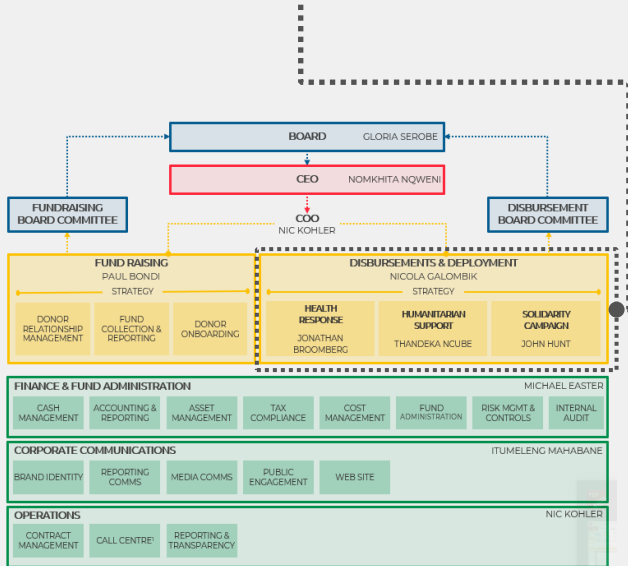 BOARD GLORIA SEROBE
CEO NOMKHITA NQWENI
FUNDRAISING
BOARD COMMITTEE
DISBURSEMENT
BOARD COMMITTEE
COO
NIC KOHLER
FUND RAISING
PAUL BONDI
STRATEGY
DONOR
RELATIONSHIP
MANAGEMENT
FUND
COLLECTION &
REPORTING
DONOR
ONBOARDING
DISBURSEMENTS & DEPLOYMENT
NICOLA GALOMBIK
STRATEGY
HEALTH
RESPONSE
JONATHAN
BROOMBERG
HUMANITARIAN
SUPPORT
THANDEKA NCUBE
SOLIDARITY
CAMPAIGN
JOHN HUNT
FINANCE & FUND ADMINISTRATION MICHAEL EASTER
CASH
MANAGEMENT
ACCOUNTING &
REPORTING
ASSET
MANAGEMENT
TAX
COMPLIANCE
COST
MANAGEMENT
FUND
ADMINISTRATION
RISK MGMT &
CONTROLS
INTERNAL
AUDIT
CORPORATE COMMUNICATIONS ITUMELENG MAHABANE
BRAND IDENTITY
REPORTING
COMMS
MEDIA COMMS
PUBLIC
ENGAGEMENT
WEB SITE
OPERATIONS NIC KOHLER
CONTRACT
MANAGEMENT
CALL CENTRE¹
REPORTING &
TRANSPARENCY